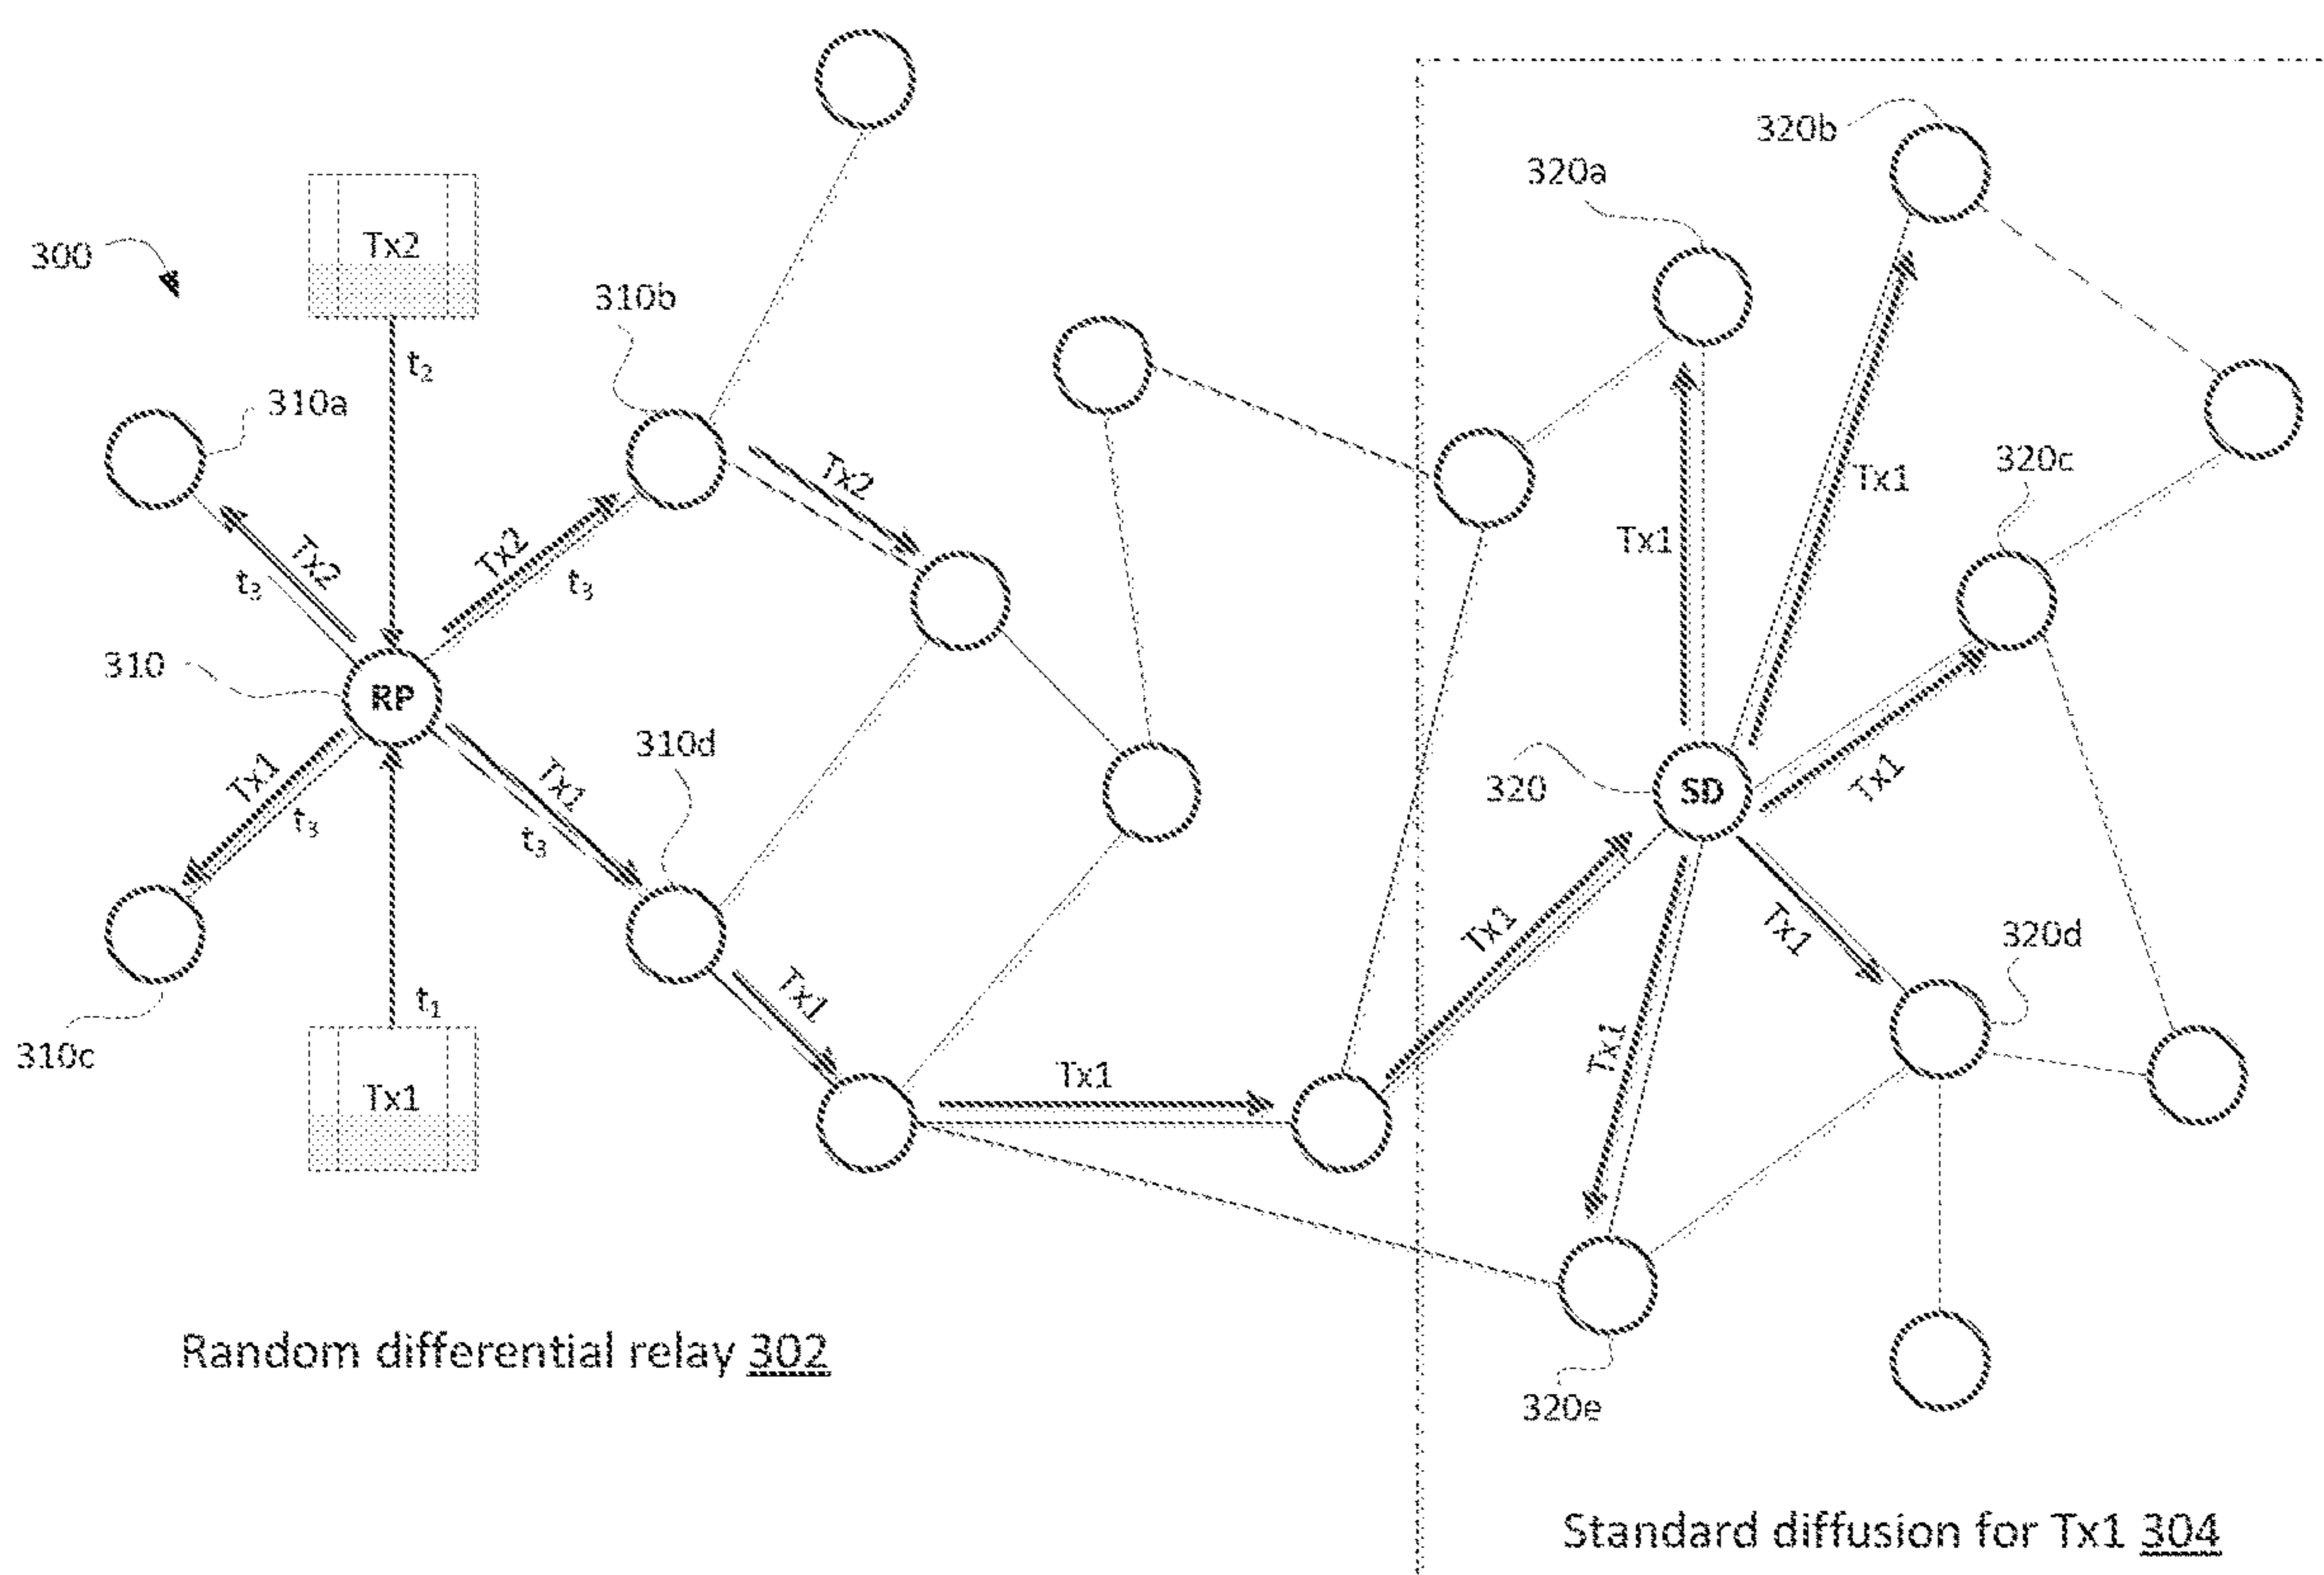 320b
320a
300
Tx2
310b
t2
310a
Tx2
320c
Tx1
Tx1
Tx2
Tx2
t3
t3
310
RP
310d
Tx1
Tx1
t3
t3
320
SD
Tx1
Tx1
Tx1
320d
Tx1
t1
310c
Tx1
Tx1
Tx1
Tx1
Random differential relay 302
320e
Standard diffusion for Tx1 304